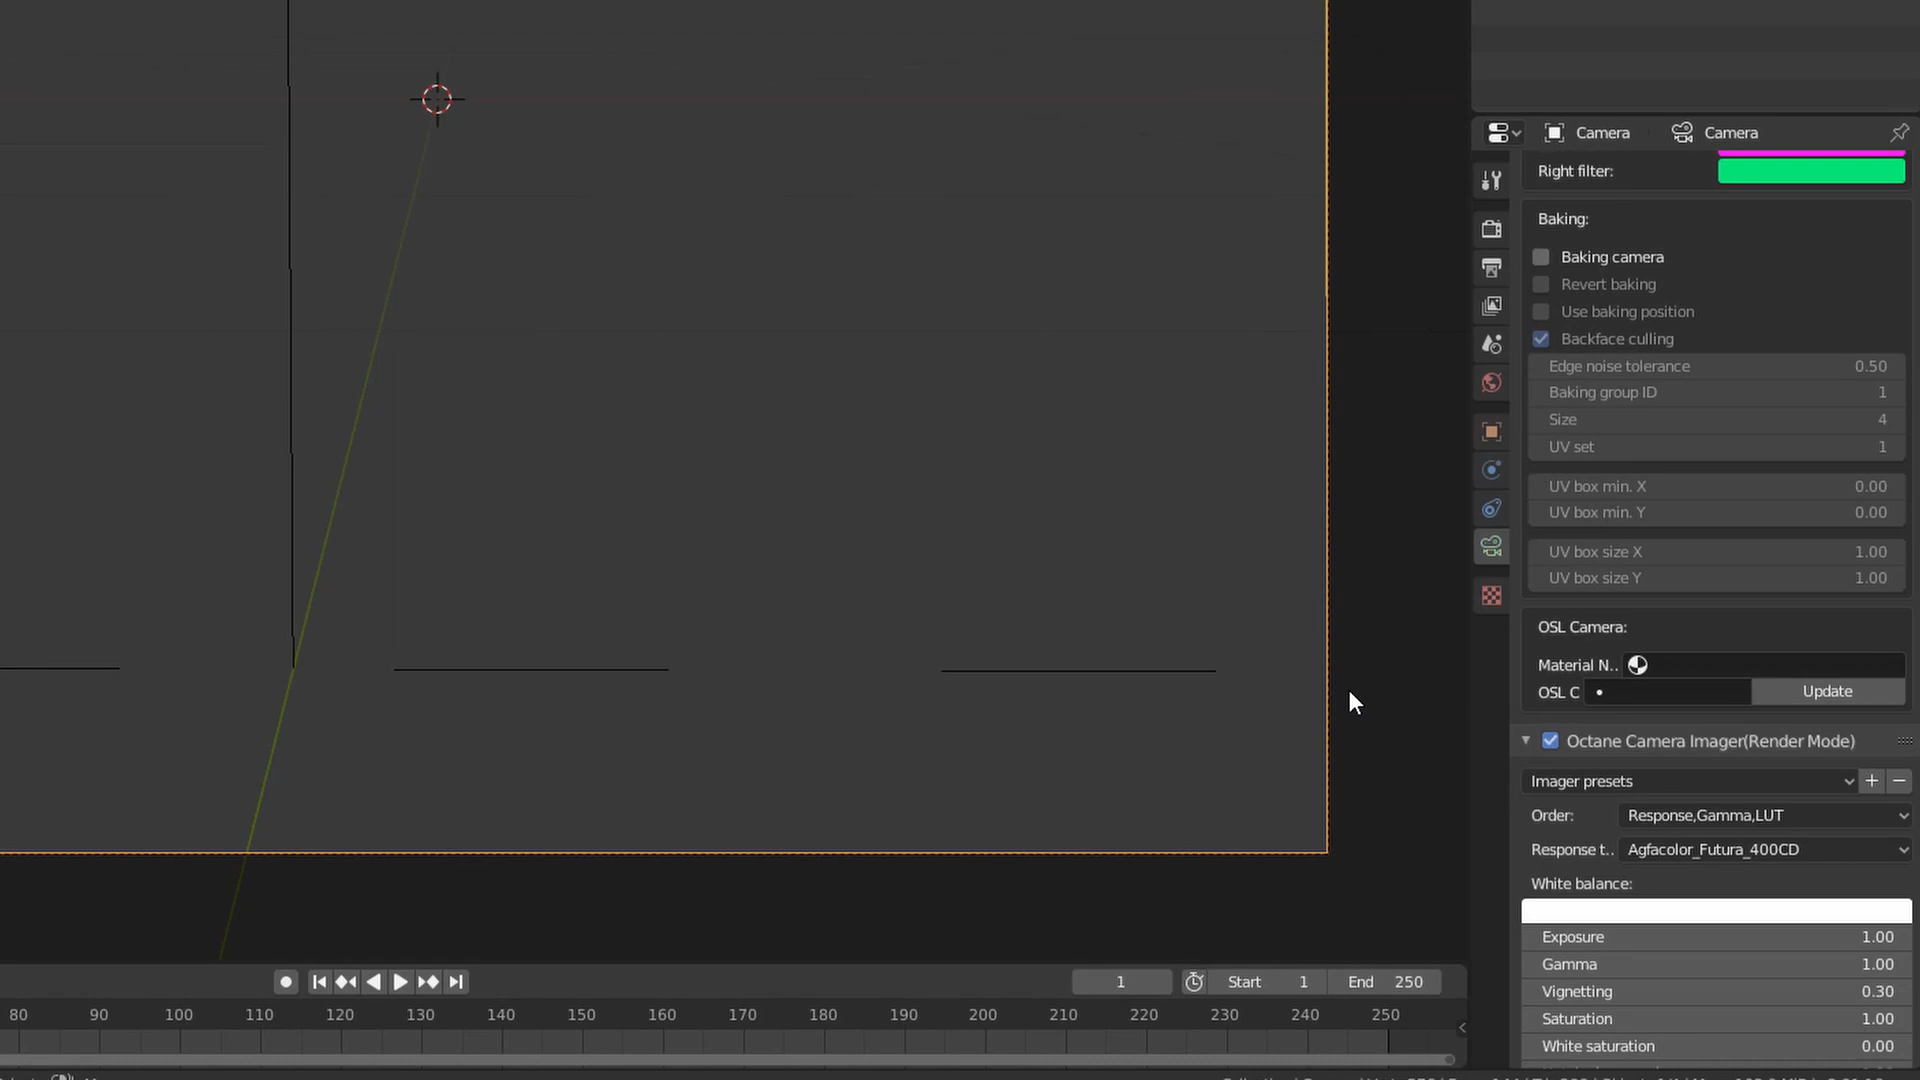 Camera Camera
Right filter:
Baking:
Baking camera
Revert baking
Use baking position
Backface culling
Edge noise tolerance 0.50
Baking group ID 1
Size 4
UV set 1
UV box min. X 0.00
UV box min. Y 0.00
UV box size X 1.00
UV box size Y 1.00
OSL Camera:
Material N..
OSL C Update
Octane Camera Imager(Render Mode)
Imager presets
Order: Response,Gamma,LUT
Response t.. Agfacolor_Futura_400CD
White balance:
Exposure 1.00
Gamma 1.00
Vignetting 0.30
Saturation 1.00
White saturation 0.00
1 Start 1 End 250
80 90 100 110 120 130 140 150 160 170 180 190 200 210 220 230 240 250